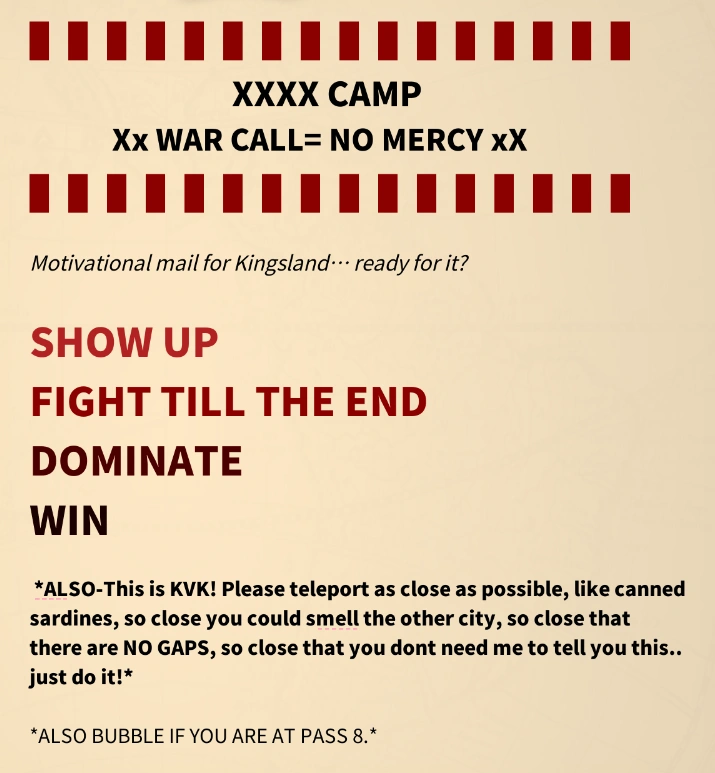 XXXX CAMP
Xx WAR CALL= NO MERCY xX
Motivational mail for Kingsland··· ready for it?
SHOW UP
FIGHT TILL THE END
DOMINATE
WIN
*ALSO-This is KVK! Please teleport as close as possible, like canned
sardines, so close you could smell the other city, so close that
there are NO GAPS, so close that you dont need me to tell you this..
just do it!*
*ALSO BUBBLE IF YOU ARE AT PASS 8.*